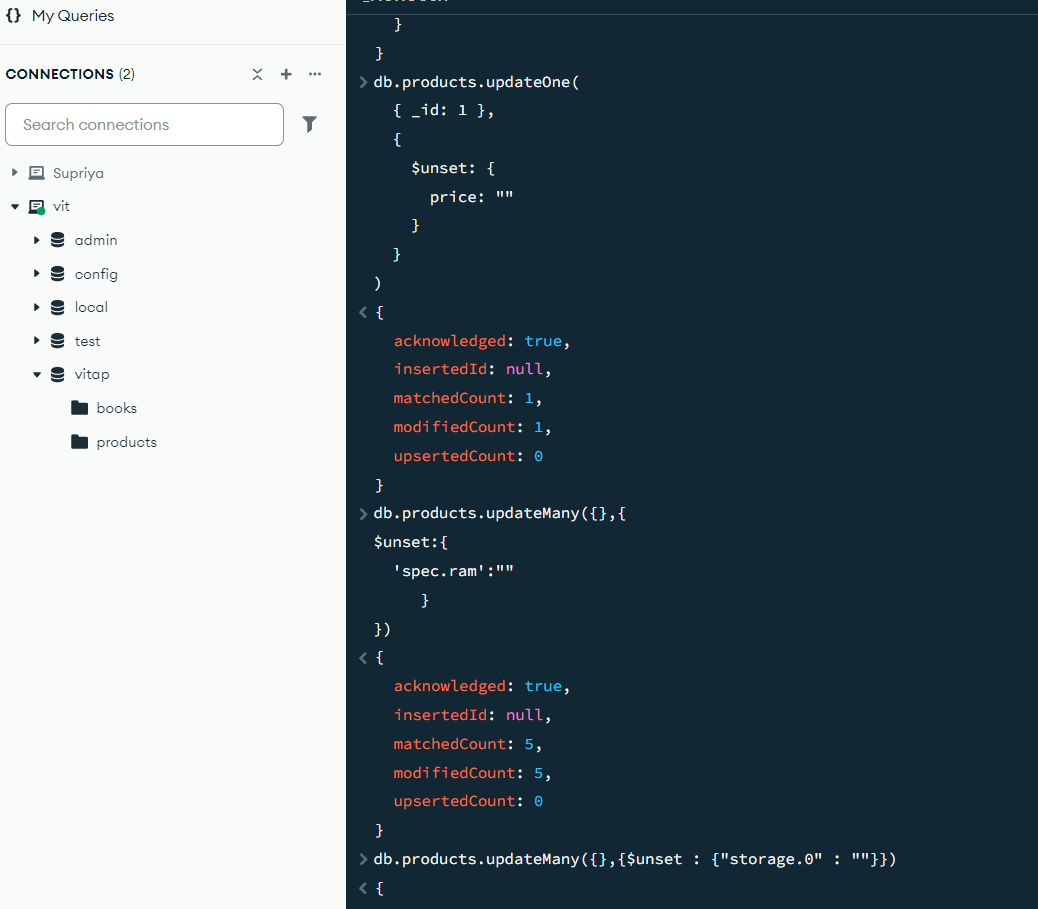 {} My Queries
CONNECTIONS (2)
Search connections
Supriya
vit
admin
config
local
test
vitap
books
products
}
}
> db.products.updateOne(
{ _id: 1 },
{
$unset: {
price: ""
}
}
)
< {
acknowledged: true,
insertedId: null,
matchedCount: 1,
modifiedCount: 1,
upsertedCount: 0
}
> db.products.updateMany({},{
$unset:{
'spec.ram':""
}
})
< {
acknowledged: true,
insertedId: null,
matchedCount: 5,
modifiedCount: 5,
upsertedCount: 0
}
> db.products.updateMany({},{$unset : {"storage.0" : ""}})
< {